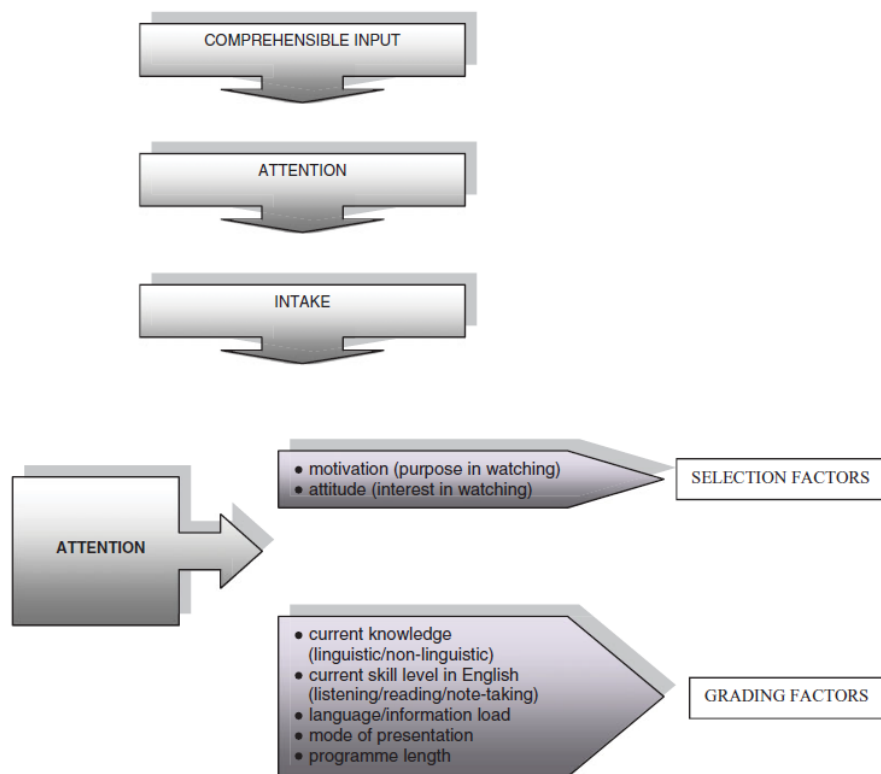 COMPREHENSIBLE INPUT
ATTENTION
INTAKE
• motivation (purpose in watching)
• attitude (interest in watching)
SELECTION FACTORS
ATTENTION
• current knowledge
(linguistic/non-linguistic)
• current skill level in English
(listening/reading/note-taking)
• language/information load
• mode of presentation
• programme length
GRADING FACTORS